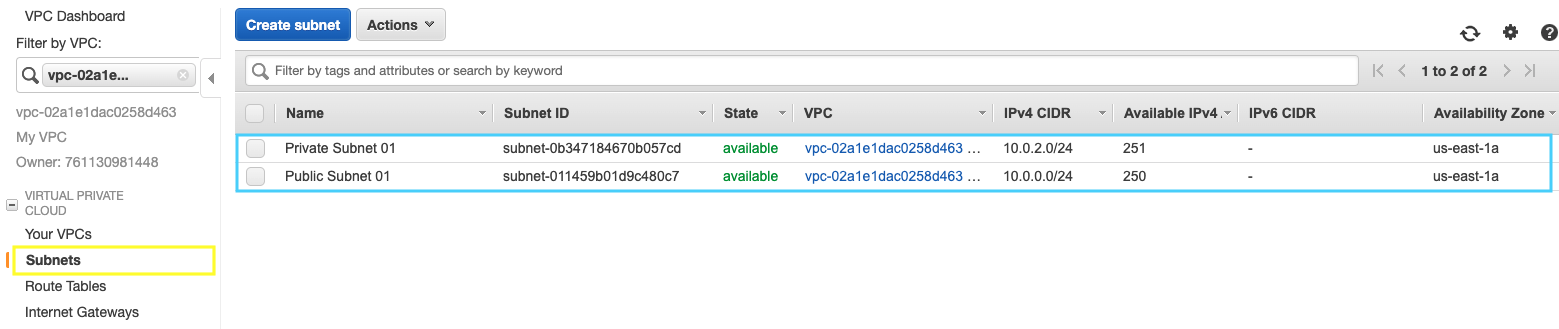 VPC Dashboard
Filter by VPC:
vpc-02a1e...
vpc-02a1e1dac0258d463
My VPC
Owner: 761130981448
VIRTUAL PRIVATE
CLOUD
Your VPCs
Subnets
Route Tables
Internet Gateways
Create subnet Actions
Filter by tags and attributes or search by keyword 1 to 2 of 2
Name Subnet ID State VPC IPv4 CIDR Available IPv4 . IPv6 CIDR Availability Zone
Private Subnet 01 subnet-0b347184670b057cd available vpc-02a1e1dac0258d463 ... 10.0.2.0/24 251 - us-east-1a
Public Subnet 01 subnet-011459b01d9c480c7 available vpc-02a1e1dac0258d463 ... 10.0.0.0/24 250 - us-east-1a